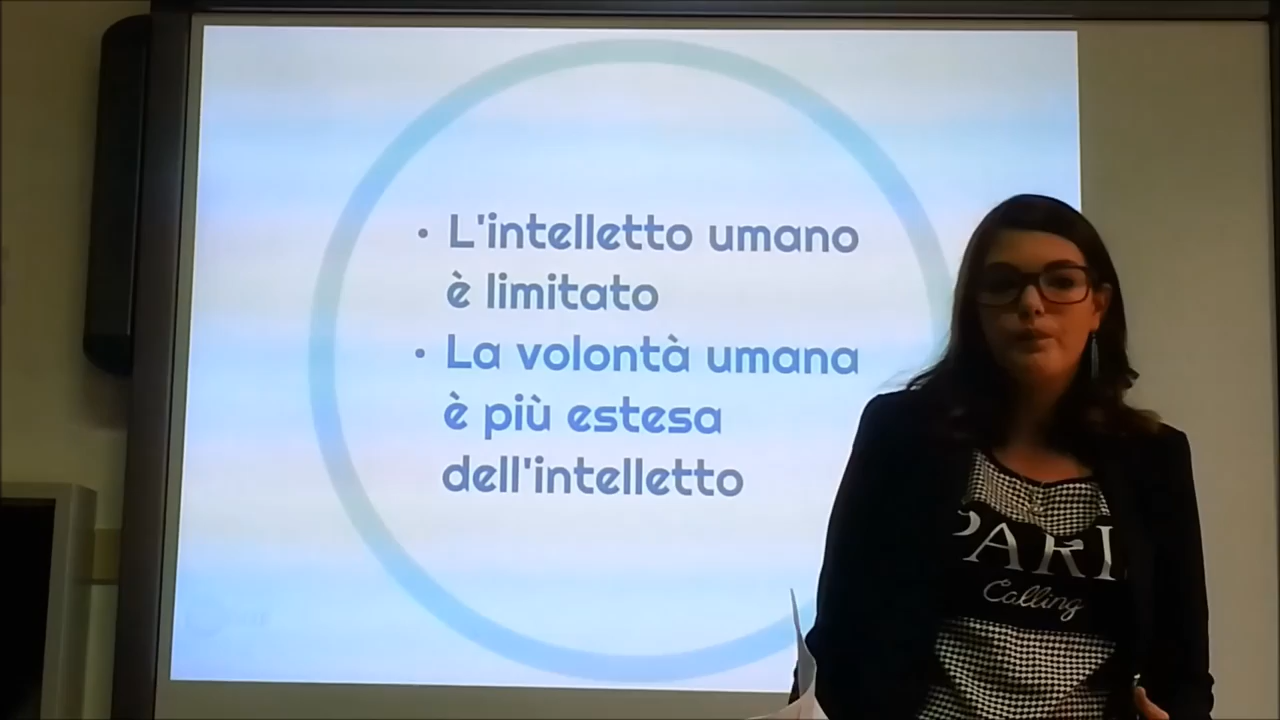 • L'intelletto umano
è limitato
• La volontà umana
è più estesa
dell'intelletto
PARI
Calling